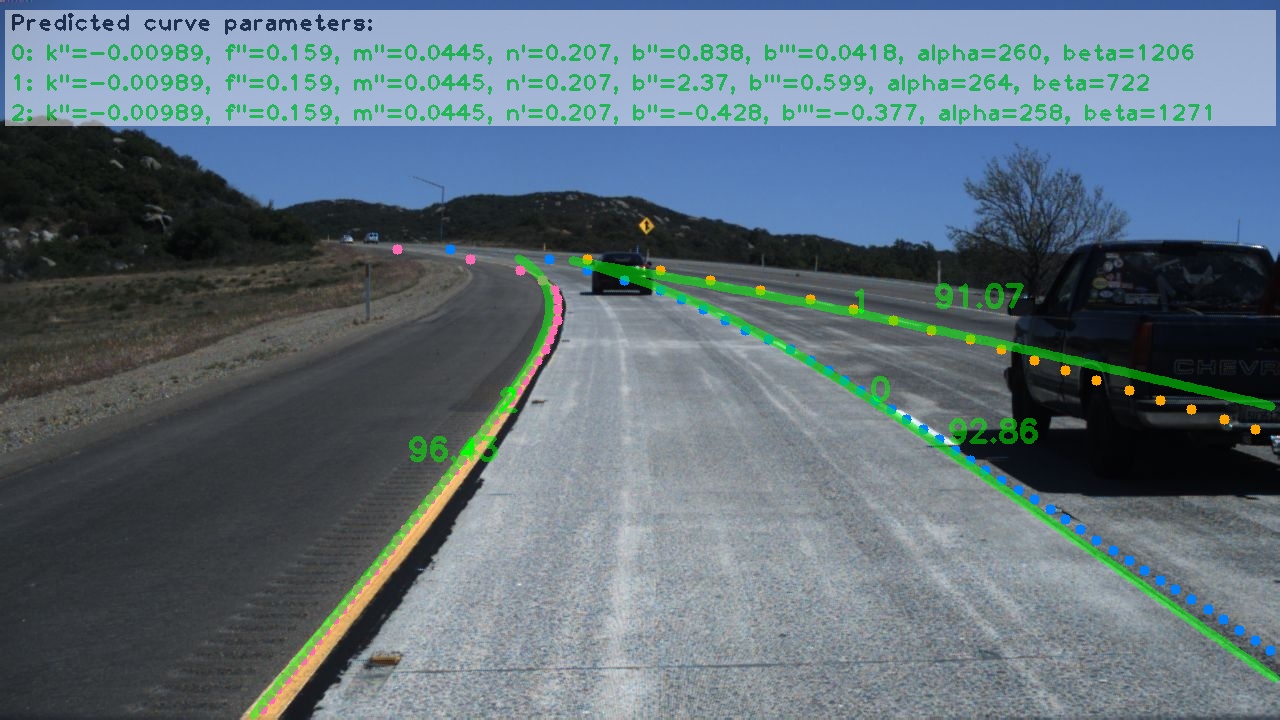 Predicted curve parameters:
0: k''=-0.00989, f''=0.159, m''=0.0445, n'=0.207, b''=0.838, b'''=0.0418, alpha=260, beta=1206
1: k''=-0.00989, f''=0.159, m''=0.0445, n'=0.207, b''=2.37, b'''=0.599, alpha=264, beta=722
2: k''=-0.00989, f''=0.159, m''=0.0445, n'=0.207, b''=-0.428, b'''=-0.377, alpha=258, beta=1271
1 91.07
CHEVR
0
2
92.86